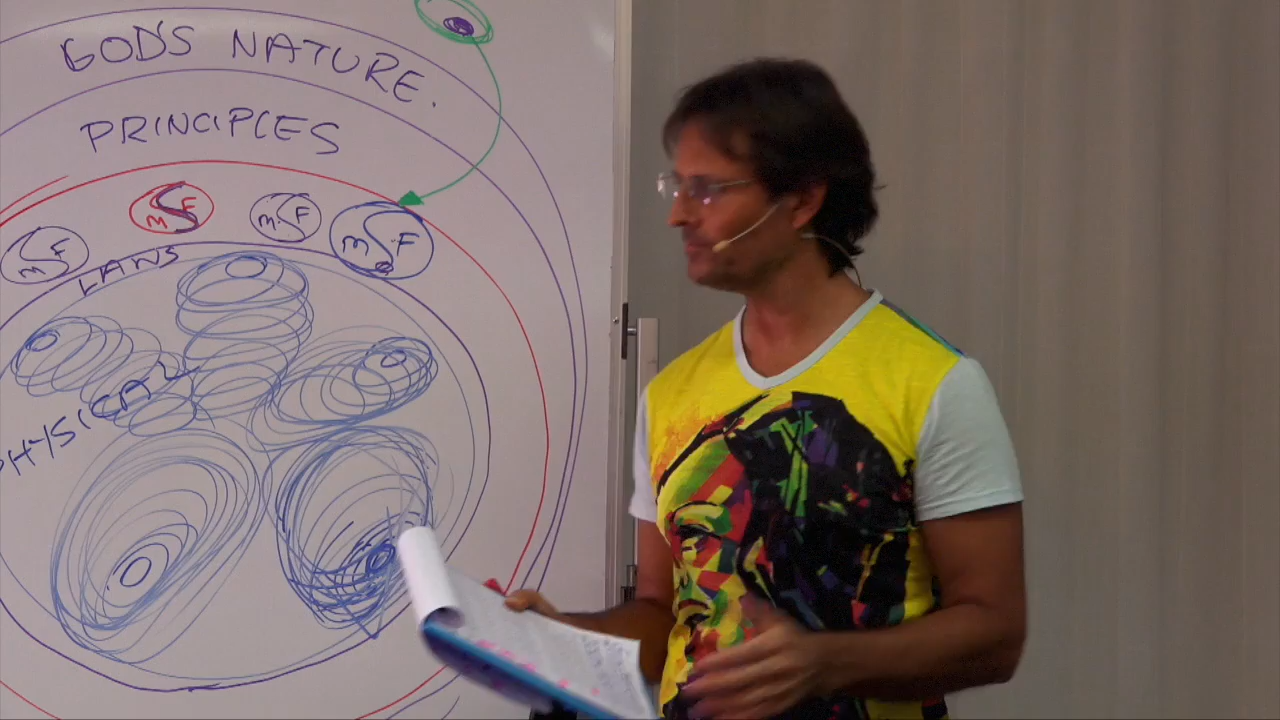 GOD'S NATURE.
PRINCIPLES
M F
M F
M F
M F
LAWS
PHYSICAL